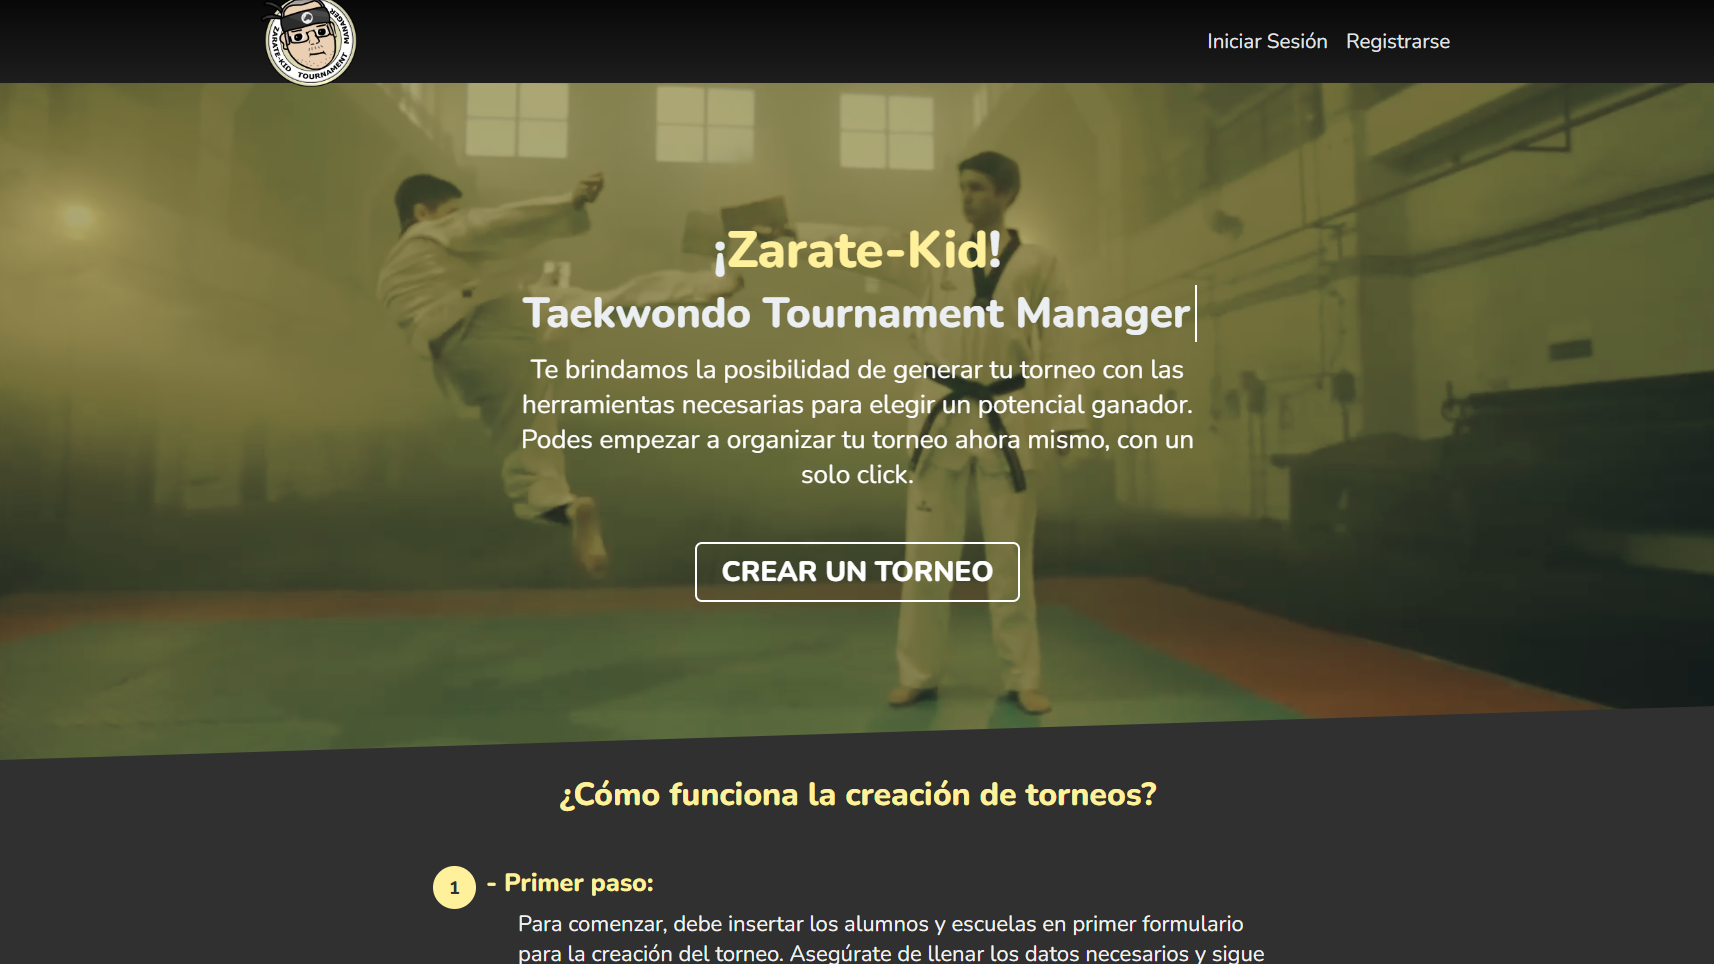 ZARATE-KID TOURNAMENT MANAGER
Iniciar Sesión Registrarse
¡Zarate-Kid!
Taekwondo Tournament Manager
Te brindamos la posibilidad de generar tu torneo con las
herramientas necesarias para elegir un potencial ganador.
Podes empezar a organizar tu torneo ahora mismo, con un
solo click.
CREAR UN TORNEO
¿Cómo funciona la creación de torneos?
1 - Primer paso:
Para comenzar, debe insertar los alumnos y escuelas en primer formulario
para la creación del torneo. Asegúrate de llenar los datos necesarios y sigue